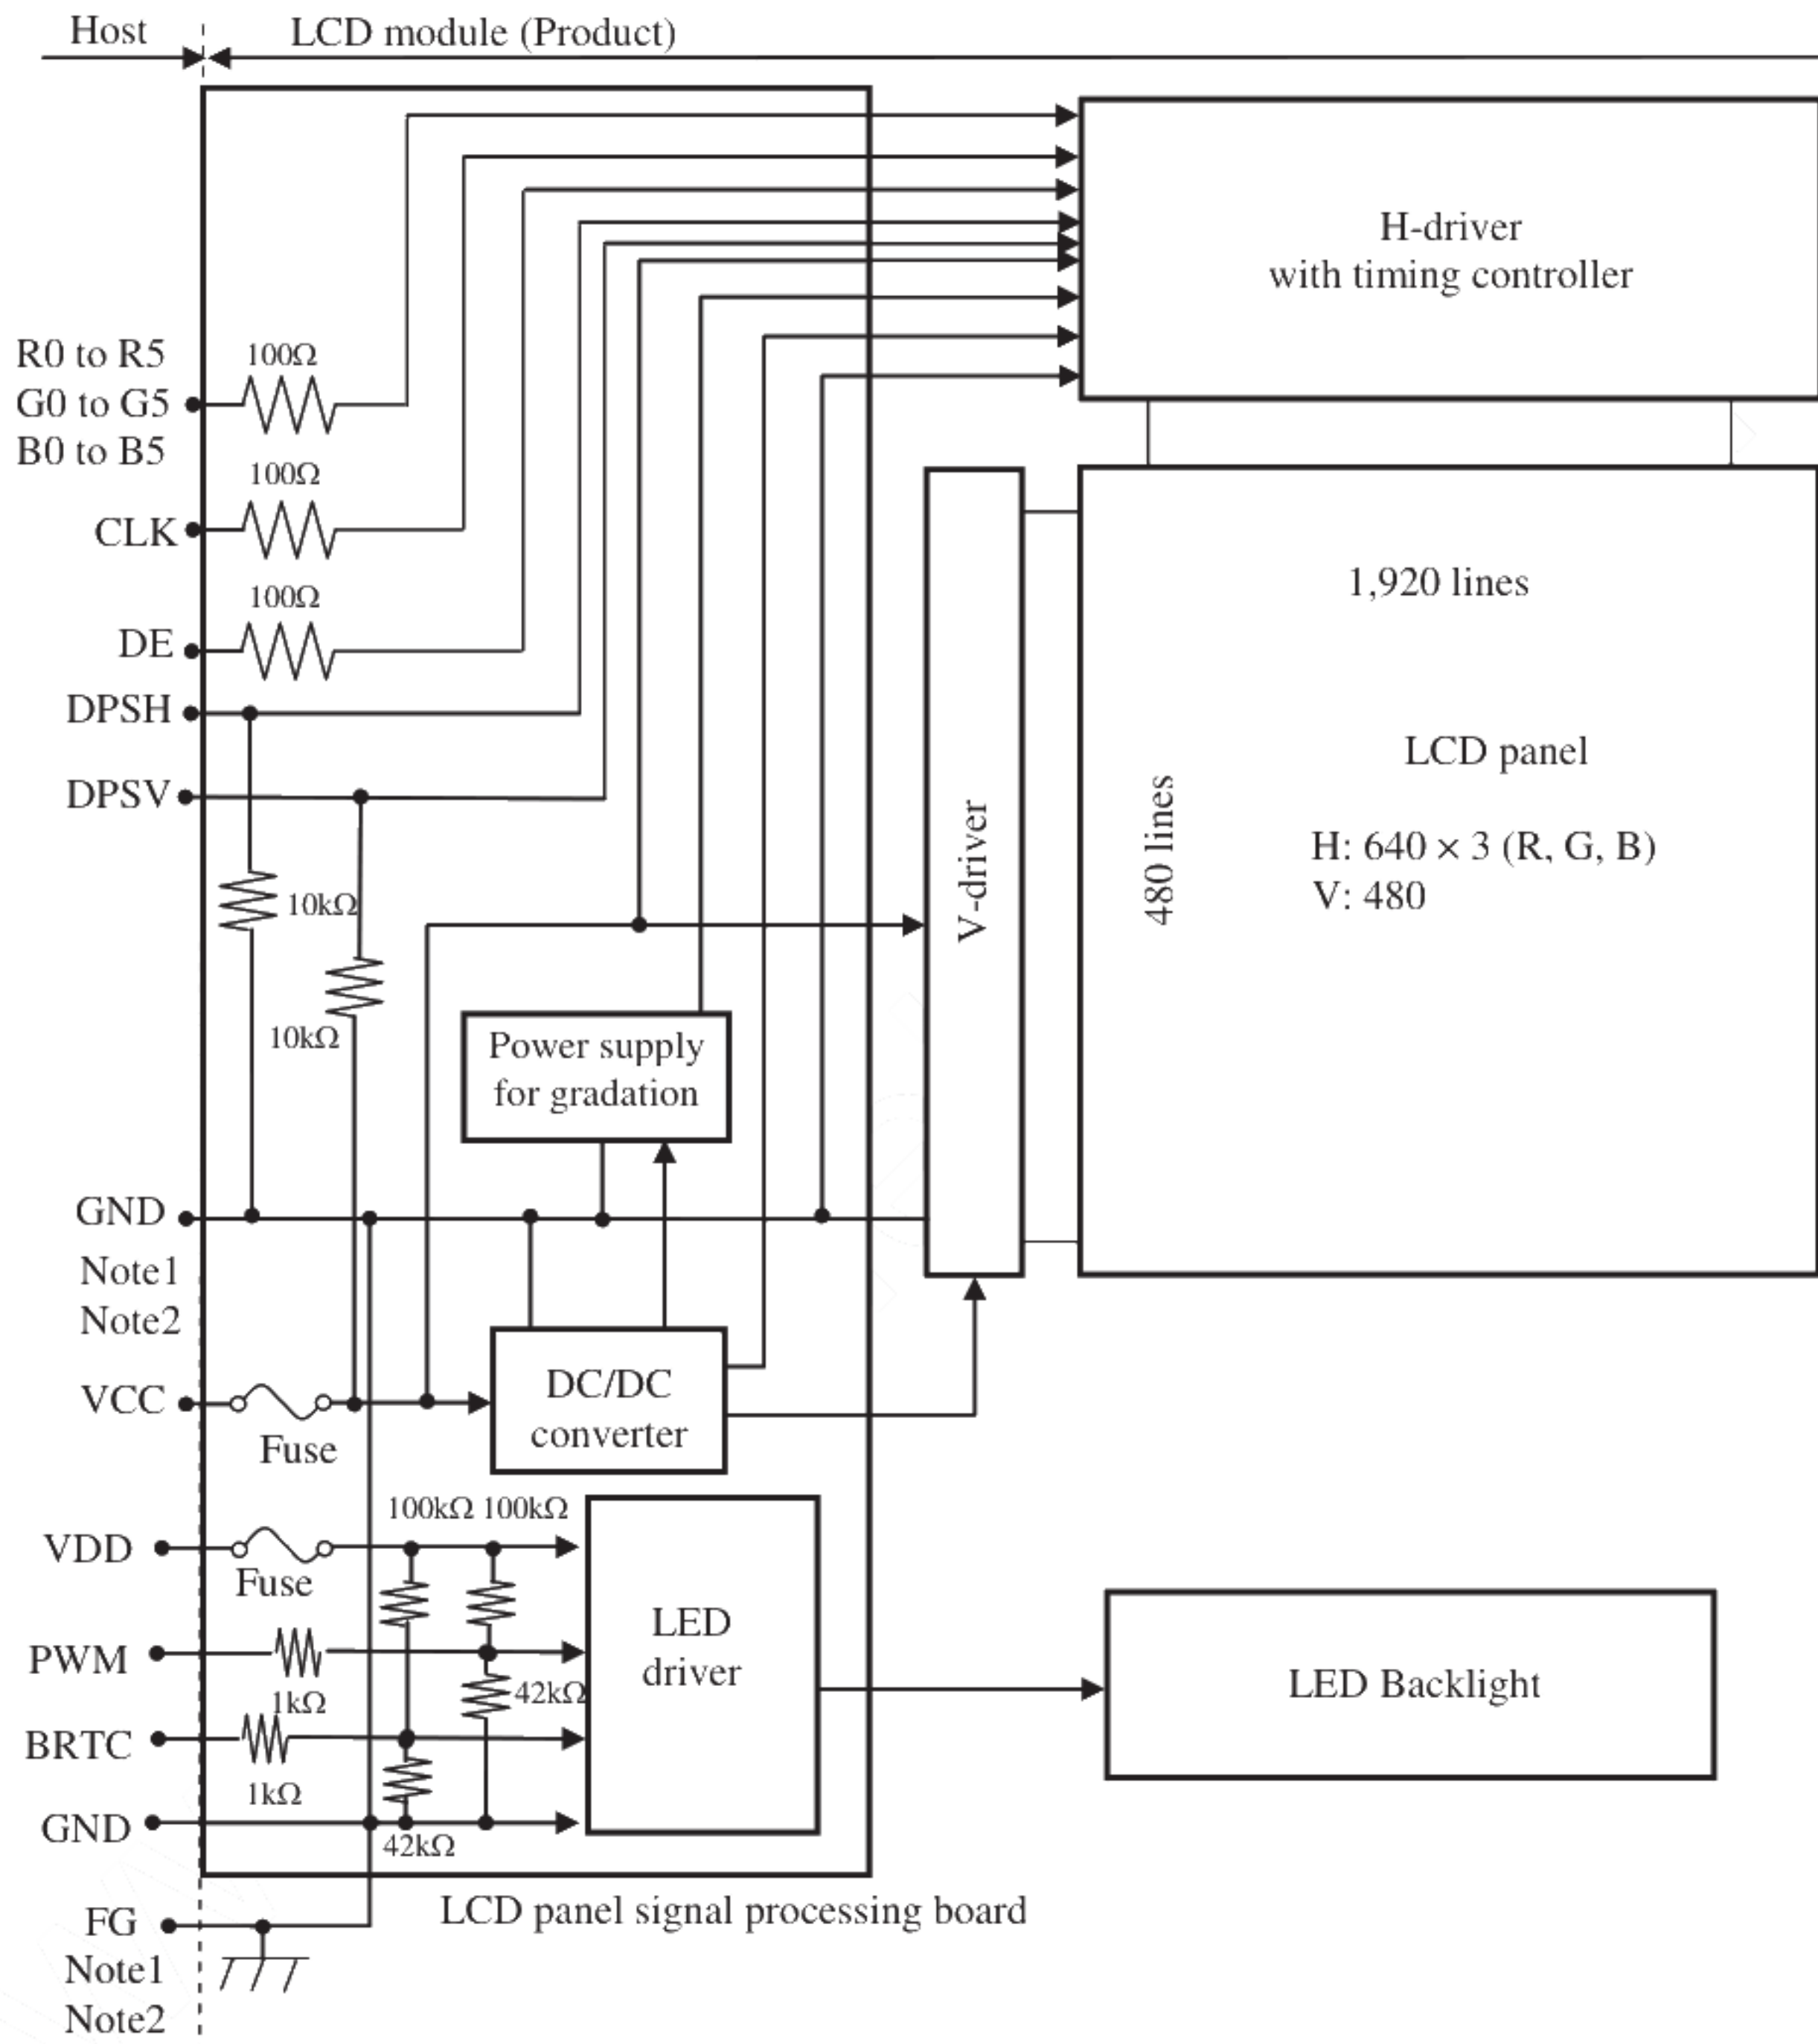 Host
LCD module (Product)
H-driver
with timing controller
R0 to R5
G0 to G5
B0 to B5
100Ω
100Ω
CLK
100Ω
DE
DPSH
DPSV
10kΩ
10kΩ
V-driver
1,920 lines
480 lines
LCD panel
H: 640 × 3 (R, G, B)
V: 480
Power supply
for gradation
GND
Note1
Note2
VCC
Fuse
DC/DC
converter
100kΩ 100kΩ
VDD
Fuse
PWM
1kΩ
42kΩ
BRTC
1kΩ
GND
42kΩ
LED
driver
LED Backlight
LCD panel signal processing board
FG
Note1
Note2